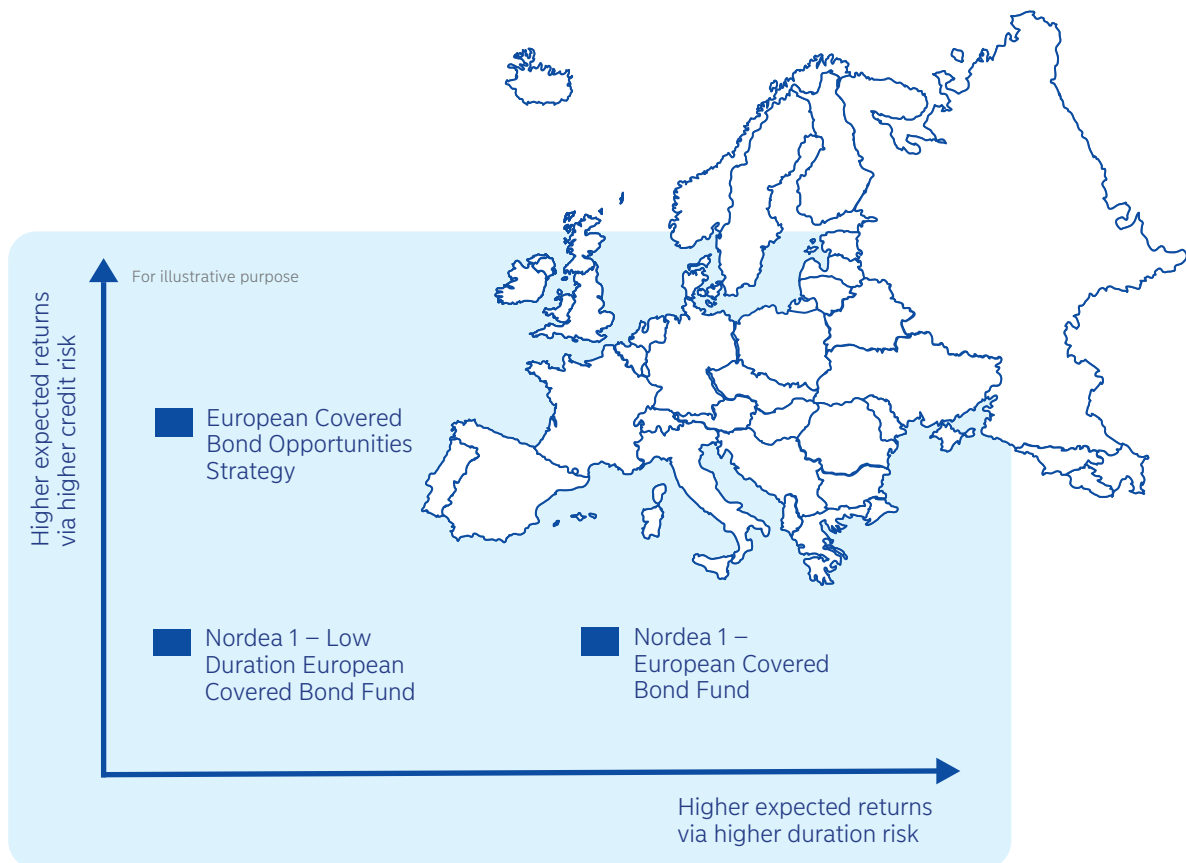 For illustrative purpose
Higher expected returns
via higher credit risk
European Covered
Bond Opportunities
Strategy
Nordea 1 – Low
Duration European
Covered Bond Fund
Nordea 1 –
European Covered
Bond Fund
Higher expected returns
via higher duration risk